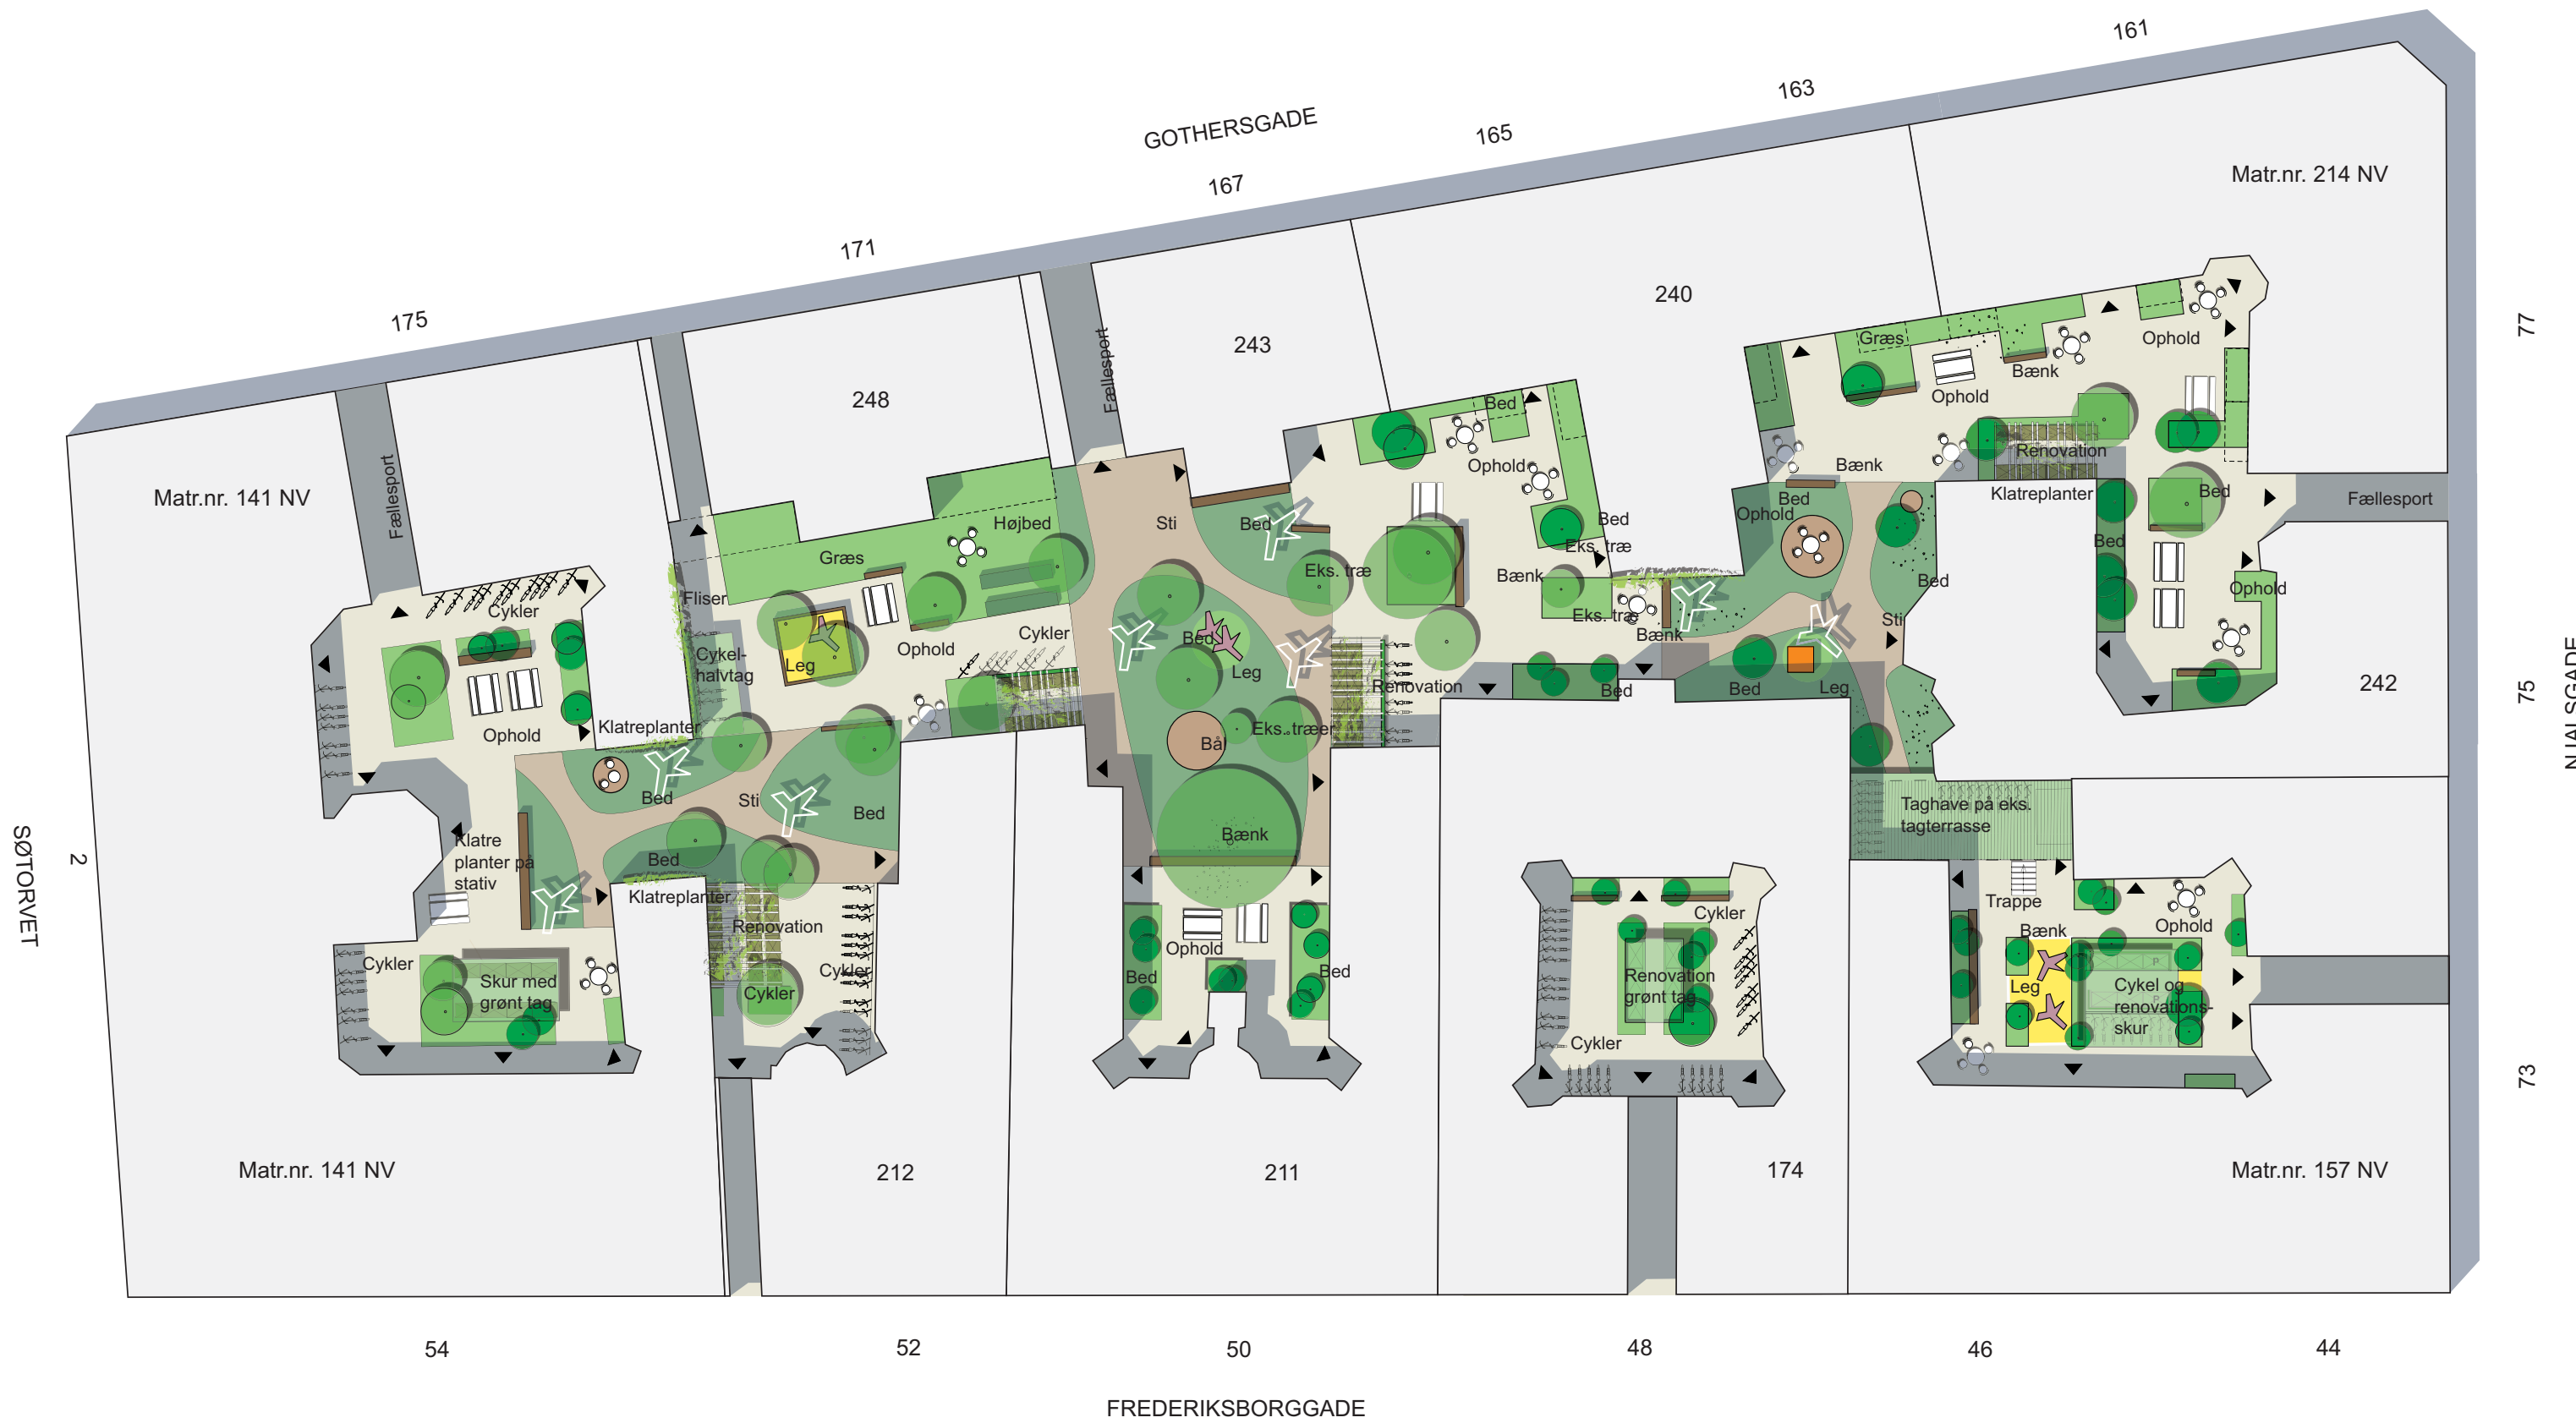 161
163
GOTHERSGADE
165
167
171
175
Matr.nr. 214 NV
240
243
248
77
Fællesport
Fællesport
Matr.nr. 141 NV
Græs
Bænk
Ophold
Ophold
Bed
Ophold
Bænk
Renovation
Klatreplanter
Bed
Fællesport
Højbed
Sti
Bed
Græs
Bed
Ophold
Bed
Eks. træ
Eks. træ
Bænk
Bed
Bed
Ophold
Eks. træ
Bænk
Sti
Fliser
Cykler
Cykler
Ophold
Leg
Cykel-
halvtag
Bed
Leg
Renovation
Bed
Bed
Leg
242
75
Klatreplanter
Ophold
Eks.træer
Bål
Bed
Sti
Bed
Bænk
Taghave på eks.
tagterrasse
SØTORVET
2
Klatre
planter på
stativ
Bed
Klatreplanter
Renovation
Cykler
Cykler
Cykler
Skur med
grønt tag
Ophold
Bed
Bed
Cykler
Renovation
grønt tag
Cykler
Trappe
Bænk
Ophold
Leg
P
P
Cykel og
renovations-
skur
73
Matr.nr. 141 NV
212
211
174
Matr.nr. 157 NV
54
52
50
48
46
44
FREDERIKSBORGGADE